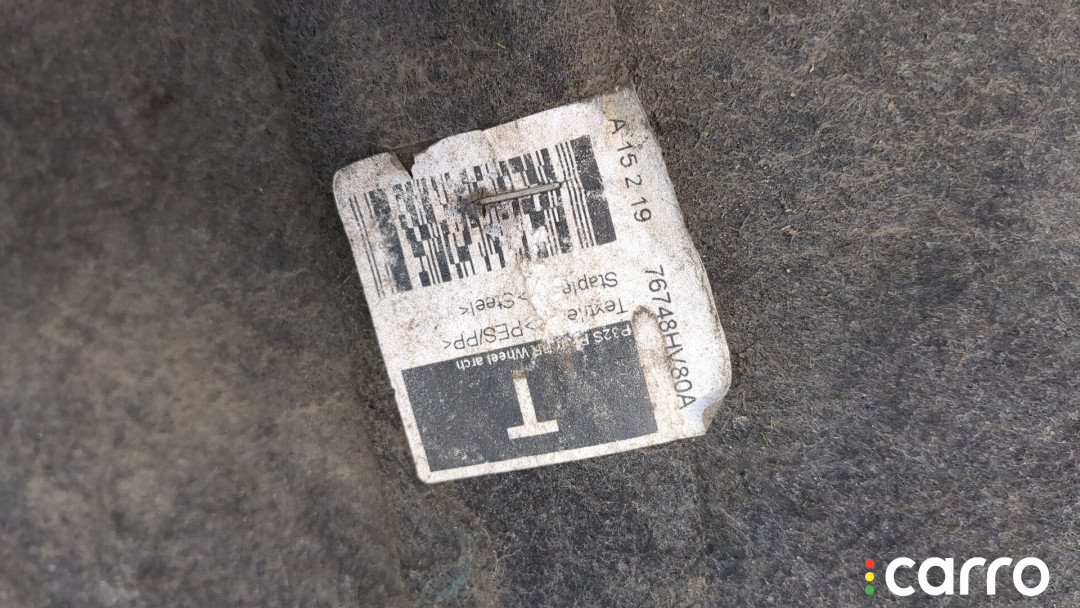 A 15 2 19
76748HV80A
T
P32S Wheel arch
Textile >PES/PP<
Staple >Steel<
carro